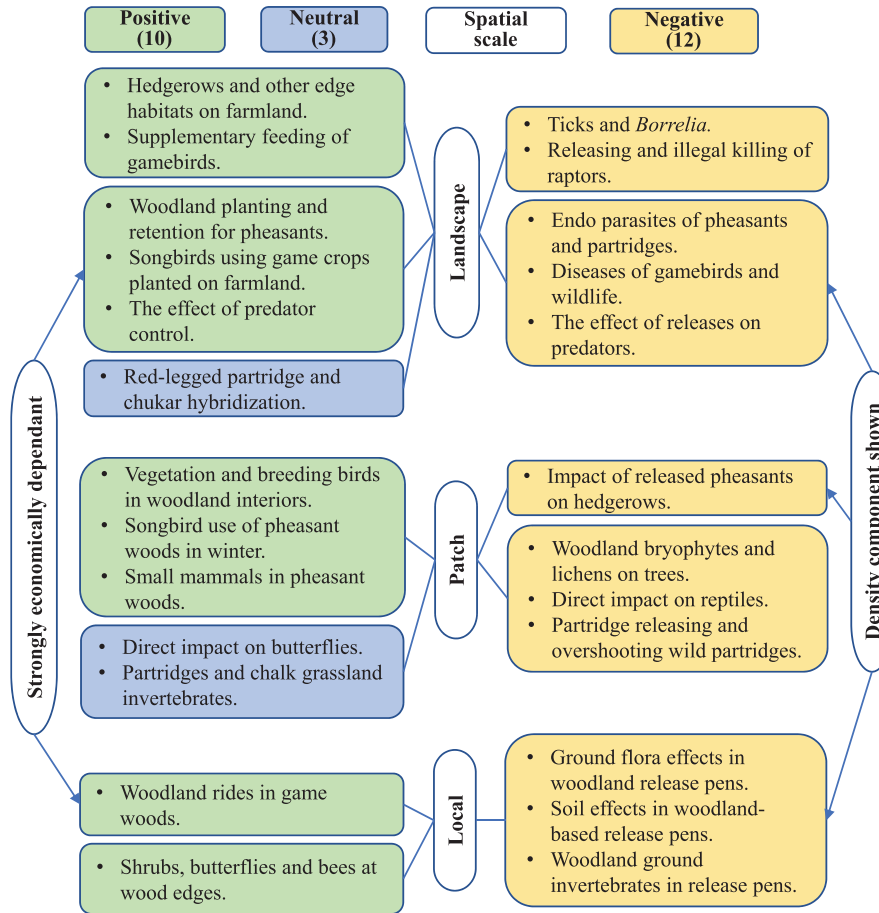 Positive
(10)
Neutral
(3)
Spatial
scale
Negative
(12)
• Hedgerows and other edge
habitats on farmland.
• Supplementary feeding of
gamebirds.
• Woodland planting and
retention for pheasants.
• Songbirds using game crops
planted on farmland.
• The effect of predator
control.
• Red-legged partridge and
chukar hybridization.
Landscape
• Ticks and Borrelia.
• Releasing and illegal killing of
raptors.
• Endo parasites of pheasants
and partridges.
• Diseases of gamebirds and
wildlife.
• The effect of releases on
predators.
Strongly economically dependant
• Vegetation and breeding birds
in woodland interiors.
• Songbird use of pheasant
woods in winter.
• Small mammals in pheasant
woods.
• Direct impact on butterflies.
• Partridges and chalk grassland
invertebrates.
Patch
• Impact of released pheasants
on hedgerows.
• Woodland bryophytes and
lichens on trees.
• Direct impact on reptiles.
• Partridge releasing and
overshooting wild partridges.
Density component shown
• Woodland rides in game
woods.
• Shrubs, butterflies and bees at
wood edges.
Local
• Ground flora effects in
woodland release pens.
• Soil effects in woodland-
based release pens.
• Woodland ground
invertebrates in release pens.